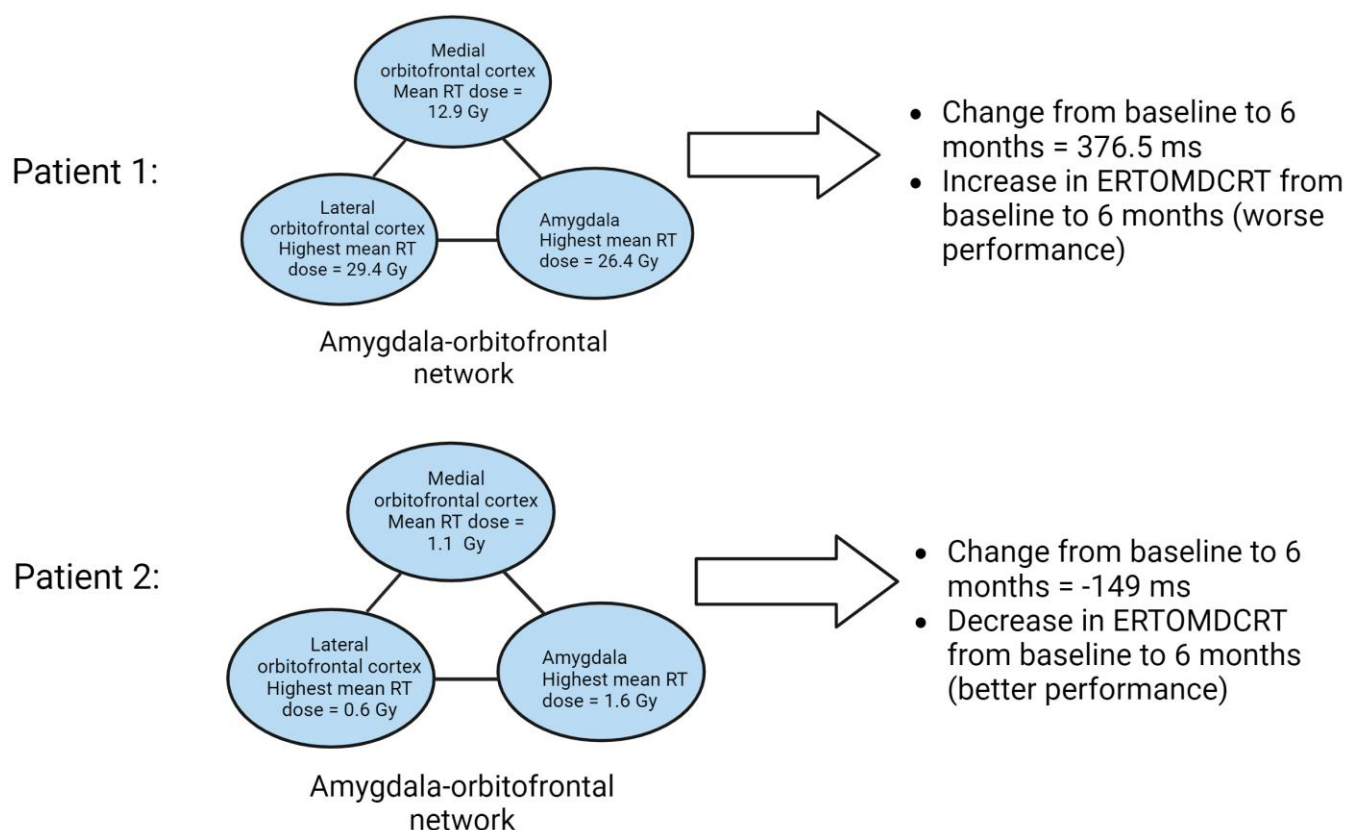 Patient 1:
Medial
orbitofrontal cortex
Mean RT dose =
12.9 Gy
Lateral
orbitofrontal cortex
Highest mean RT
dose = 29.4 Gy
Amygdala
Highest mean RT
dose = 26.4 Gy
Amygdala-orbitofrontal
network
• Change from baseline to 6
months = 376.5 ms
• Increase in ERTOMDCRT from
baseline to 6 months (worse
performance)
Patient 2:
Medial
orbitofrontal cortex
Mean RT dose =
1.1 Gy
Lateral
orbitofrontal cortex
Highest mean RT
dose = 0.6 Gy
Amygdala
Highest mean RT
dose = 1.6 Gy
Amygdala-orbitofrontal
network
• Change from baseline to 6
months = -149 ms
• Decrease in ERTOMDCRT
from baseline to 6 months
(better performance)